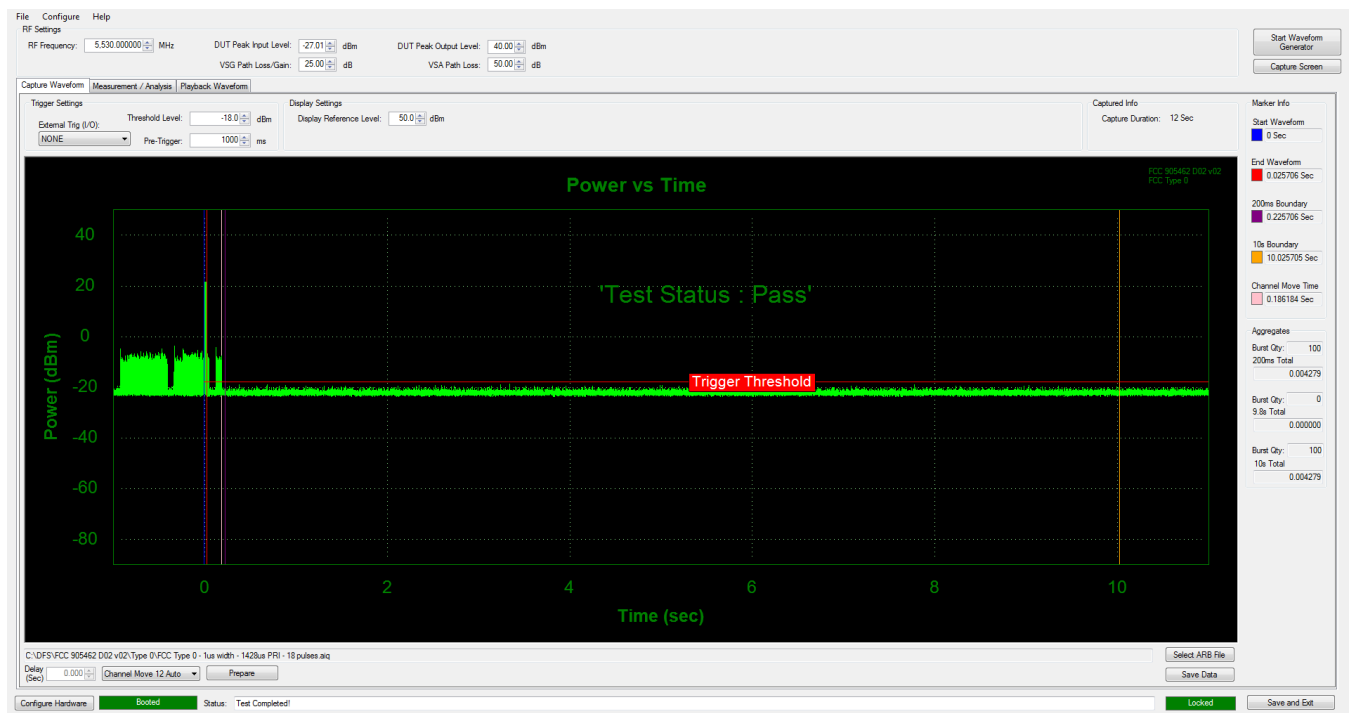 File Configure Help
RF Settings
RF Frequency: 5,530.000000 MHz DUT Peak Input Level: -27.01 dBm DUT Peak Output Level: 40.00 dBm
VSG Path Loss/Gain: 25.00 dB VSA Path Loss: 50.00 dB
Start Waveform
Generator
Capture Screen
Capture Waveform Measurement / Analysis Playback Waveform
Trigger Settings
External Trig (I/O): Threshold Level: -18.0 dBm
NONE Pre-Trigger: 1000 ms
Display Settings
Display Reference Level: 50.0 dBm
Captured Info
Capture Duration: 12 Sec
Marker Info
Start Waveform
0 Sec
End Waveform
0.025706 Sec
200ms Boundary
0.225706 Sec
10s Boundary
10.025705 Sec
Channel Move Time
0.186184 Sec
Aggregates
Burst Qty: 100
200ms Total
0.004279
Burst Qty: 0
9.8s Total
0.000000
Burst Qty: 100
10s Total
0.004279
Power vs Time
FCC 905462 D02 v02
FCC Type 0
'Test Status : Pass'
Trigger Threshold
Power (dBm)
40
20
0
-20
-40
-60
-80
0 2 4 6 8 10
Time (sec)
C:\DFS\FCC 905462 D02 v02\Type 0\FCC Type 0 - 1us width - 1428us PRI - 18 pulses.aiq
Select ARB File
Delay
(Sec) 0.000 Channel Move 12 Auto Prepare
Save Data
Configure Hardware Booted Status: Test Completed! Locked Save and Exit